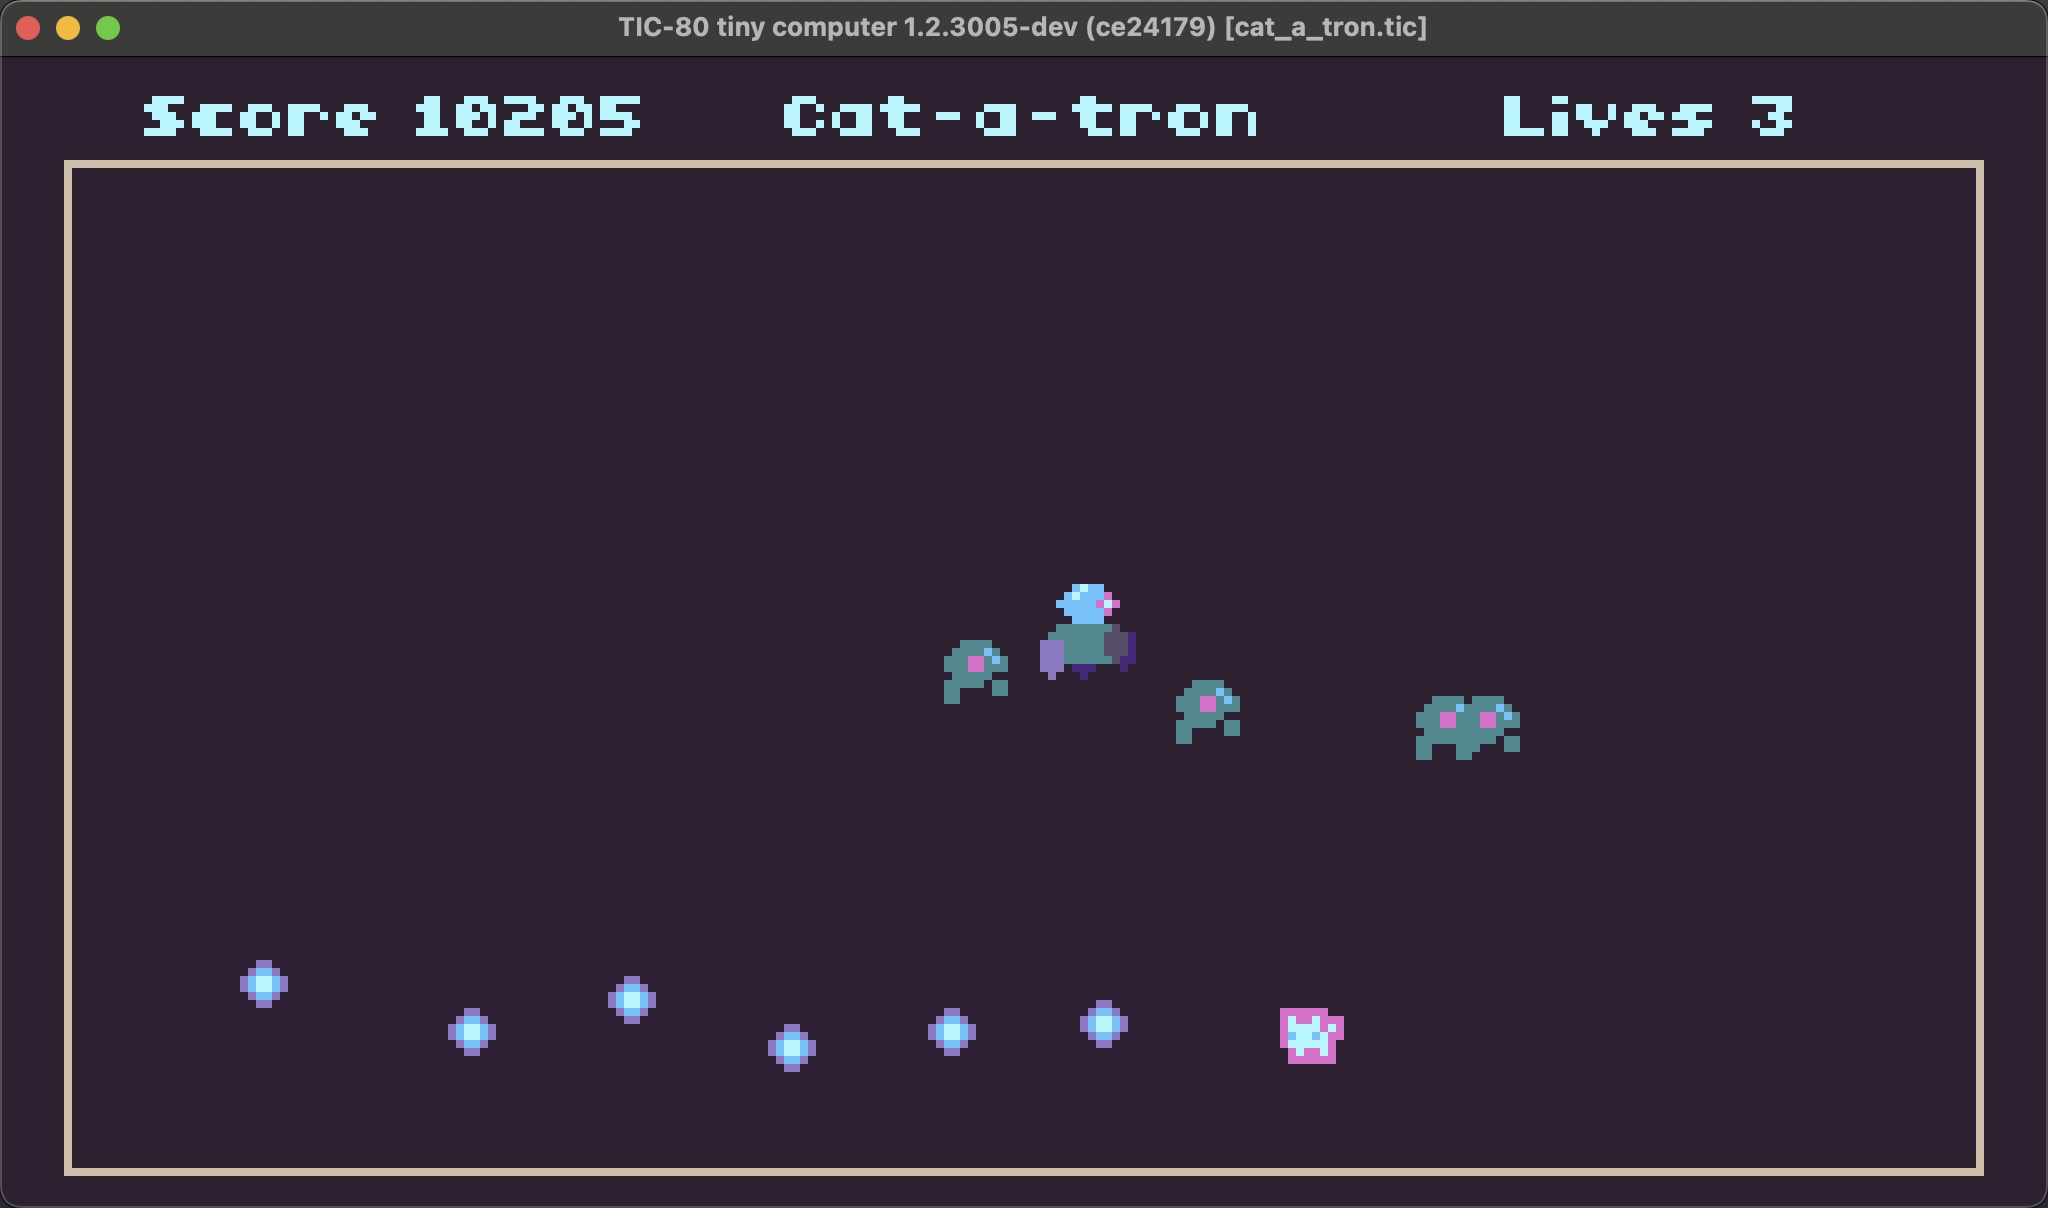 TIC-80 tiny computer 1.2.3005-dev (ce24179) [cat_a_tron.tic]
Score 10205 Cat-a-tron Lives 3